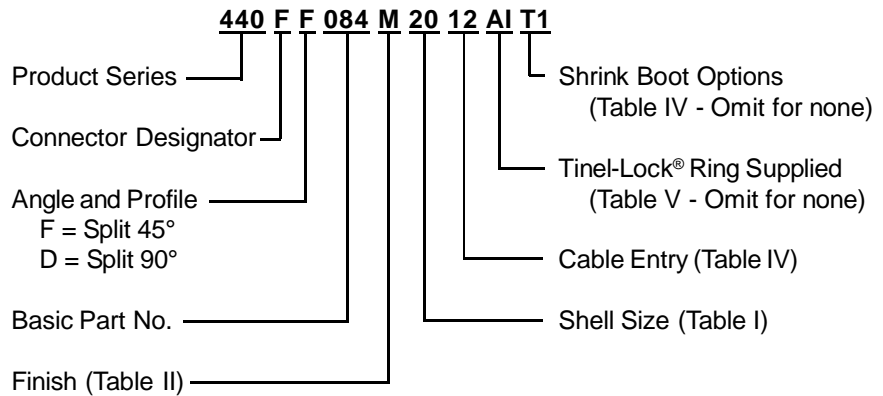 440 F F 084 M 20 12 AI T1
Product Series
Connector Designator
Angle and Profile
F = Split 45°
D = Split 90°
Basic Part No.
Finish (Table II)
Shrink Boot Options
(Table IV - Omit for none)
Tinel-Lock® Ring Supplied
(Table V - Omit for none)
Cable Entry (Table IV)
Shell Size (Table I)